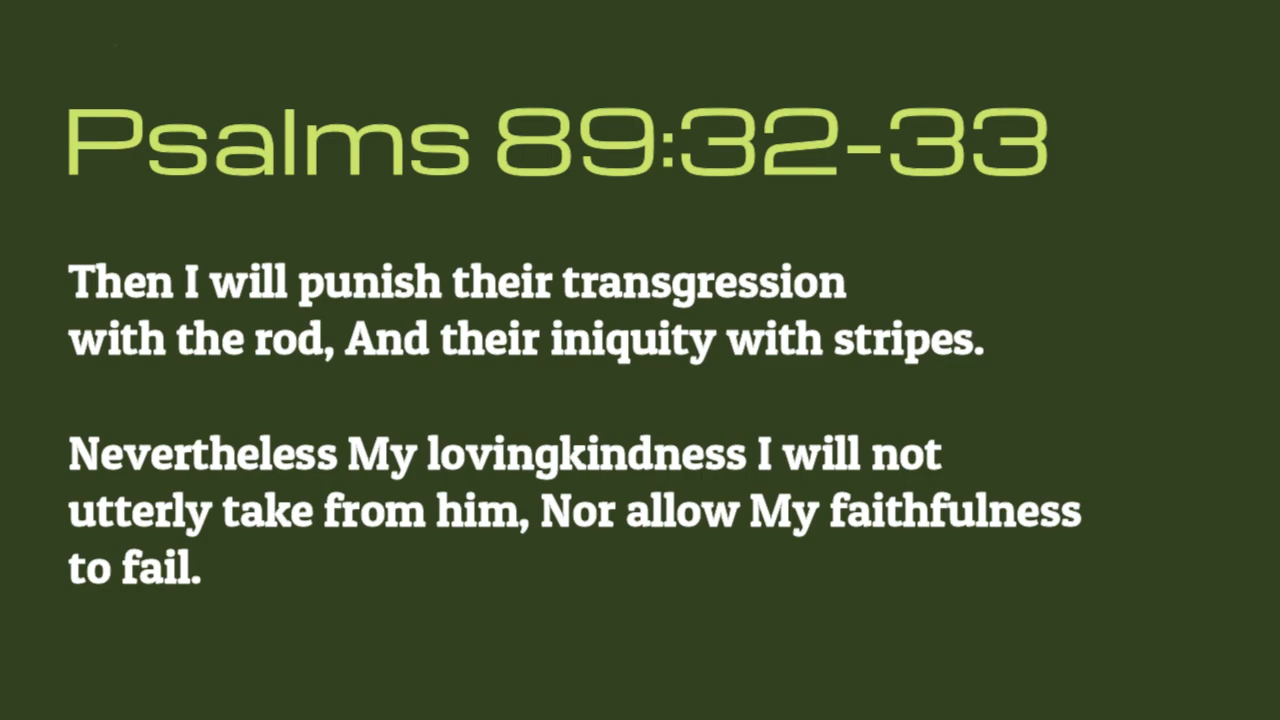 Psalms 89:32-33
Then I will punish their transgression
with the rod, And their iniquity with stripes.
Nevertheless My lovingkindness I will not
utterly take from him, Nor allow My faithfulness
to fail.